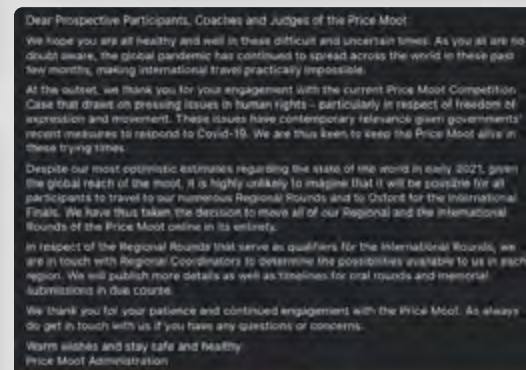 Dear Prospective Participants, Coaches and Judges of the Price Moot
We hope you are all healthy and well in these difficult and uncertain times. As you all are no
doubt aware, the global pandemic has continued to spread across the world in these past
few months, making international travel practically impossible.
At the outset, we thank you for your engagement with the current Price Moot Competition
Case that draws on pressing issues in human rights – particularly in respect of freedom of
expression and movement. These issues have contemporary relevance given governments'
recent measures to respond to Covid-19. We are thus keen to keep the Price Moot alive in
these trying times.
Despite our most optimistic estimates regarding the state of the world in early 2021, given
the global reach of the moot, it is highly unlikely to imagine that it will be possible for all
participants to travel to our numerous Regional Rounds and to Oxford for the International
Finals. We have thus taken the decision to move all of our Regional and the International
Rounds of the Price Moot online in its entirety.
In respect of the Regional Rounds that serve as qualifiers for the International Rounds, we
are in touch with Regional Coordinators to determine the possibilities available to us in each
region. We will publish more details as well as timelines for oral rounds and memorial
submissions in due course.
We thank you for your patience and continued engagement with the Price Moot. As always
do get in touch with us if you have any questions or concerns.
Warm wishes and stay safe and healthy
Price Moot Administration